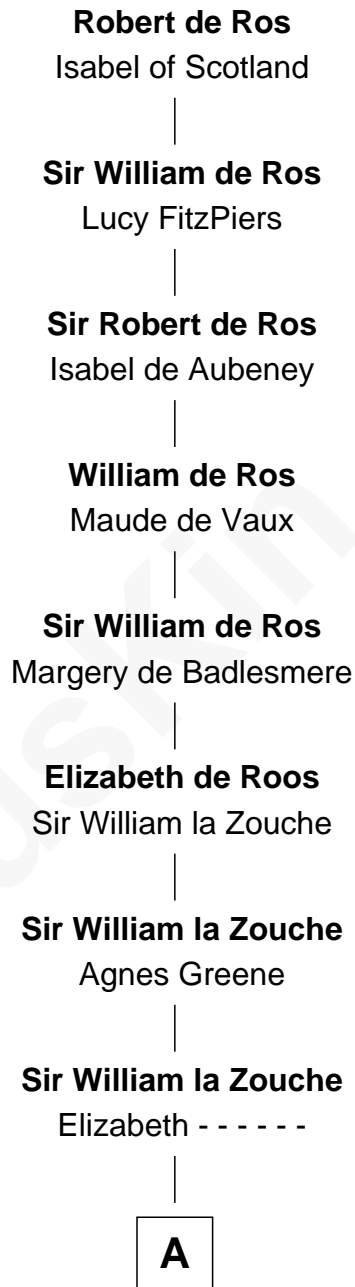 Robert de Ros
Isabel of Scotland
Sir William de Ros
Lucy FitzPiers
Sir Robert de Ros
Isabel de Aubeney
William de Ros
Maude de Vaux
Sir William de Ros
Margery de Badlesmere
Elizabeth de Roos
Sir William la Zouche
Sir William la Zouche
Agnes Greene
Sir William la Zouche
Elizabeth - - - - - -
A